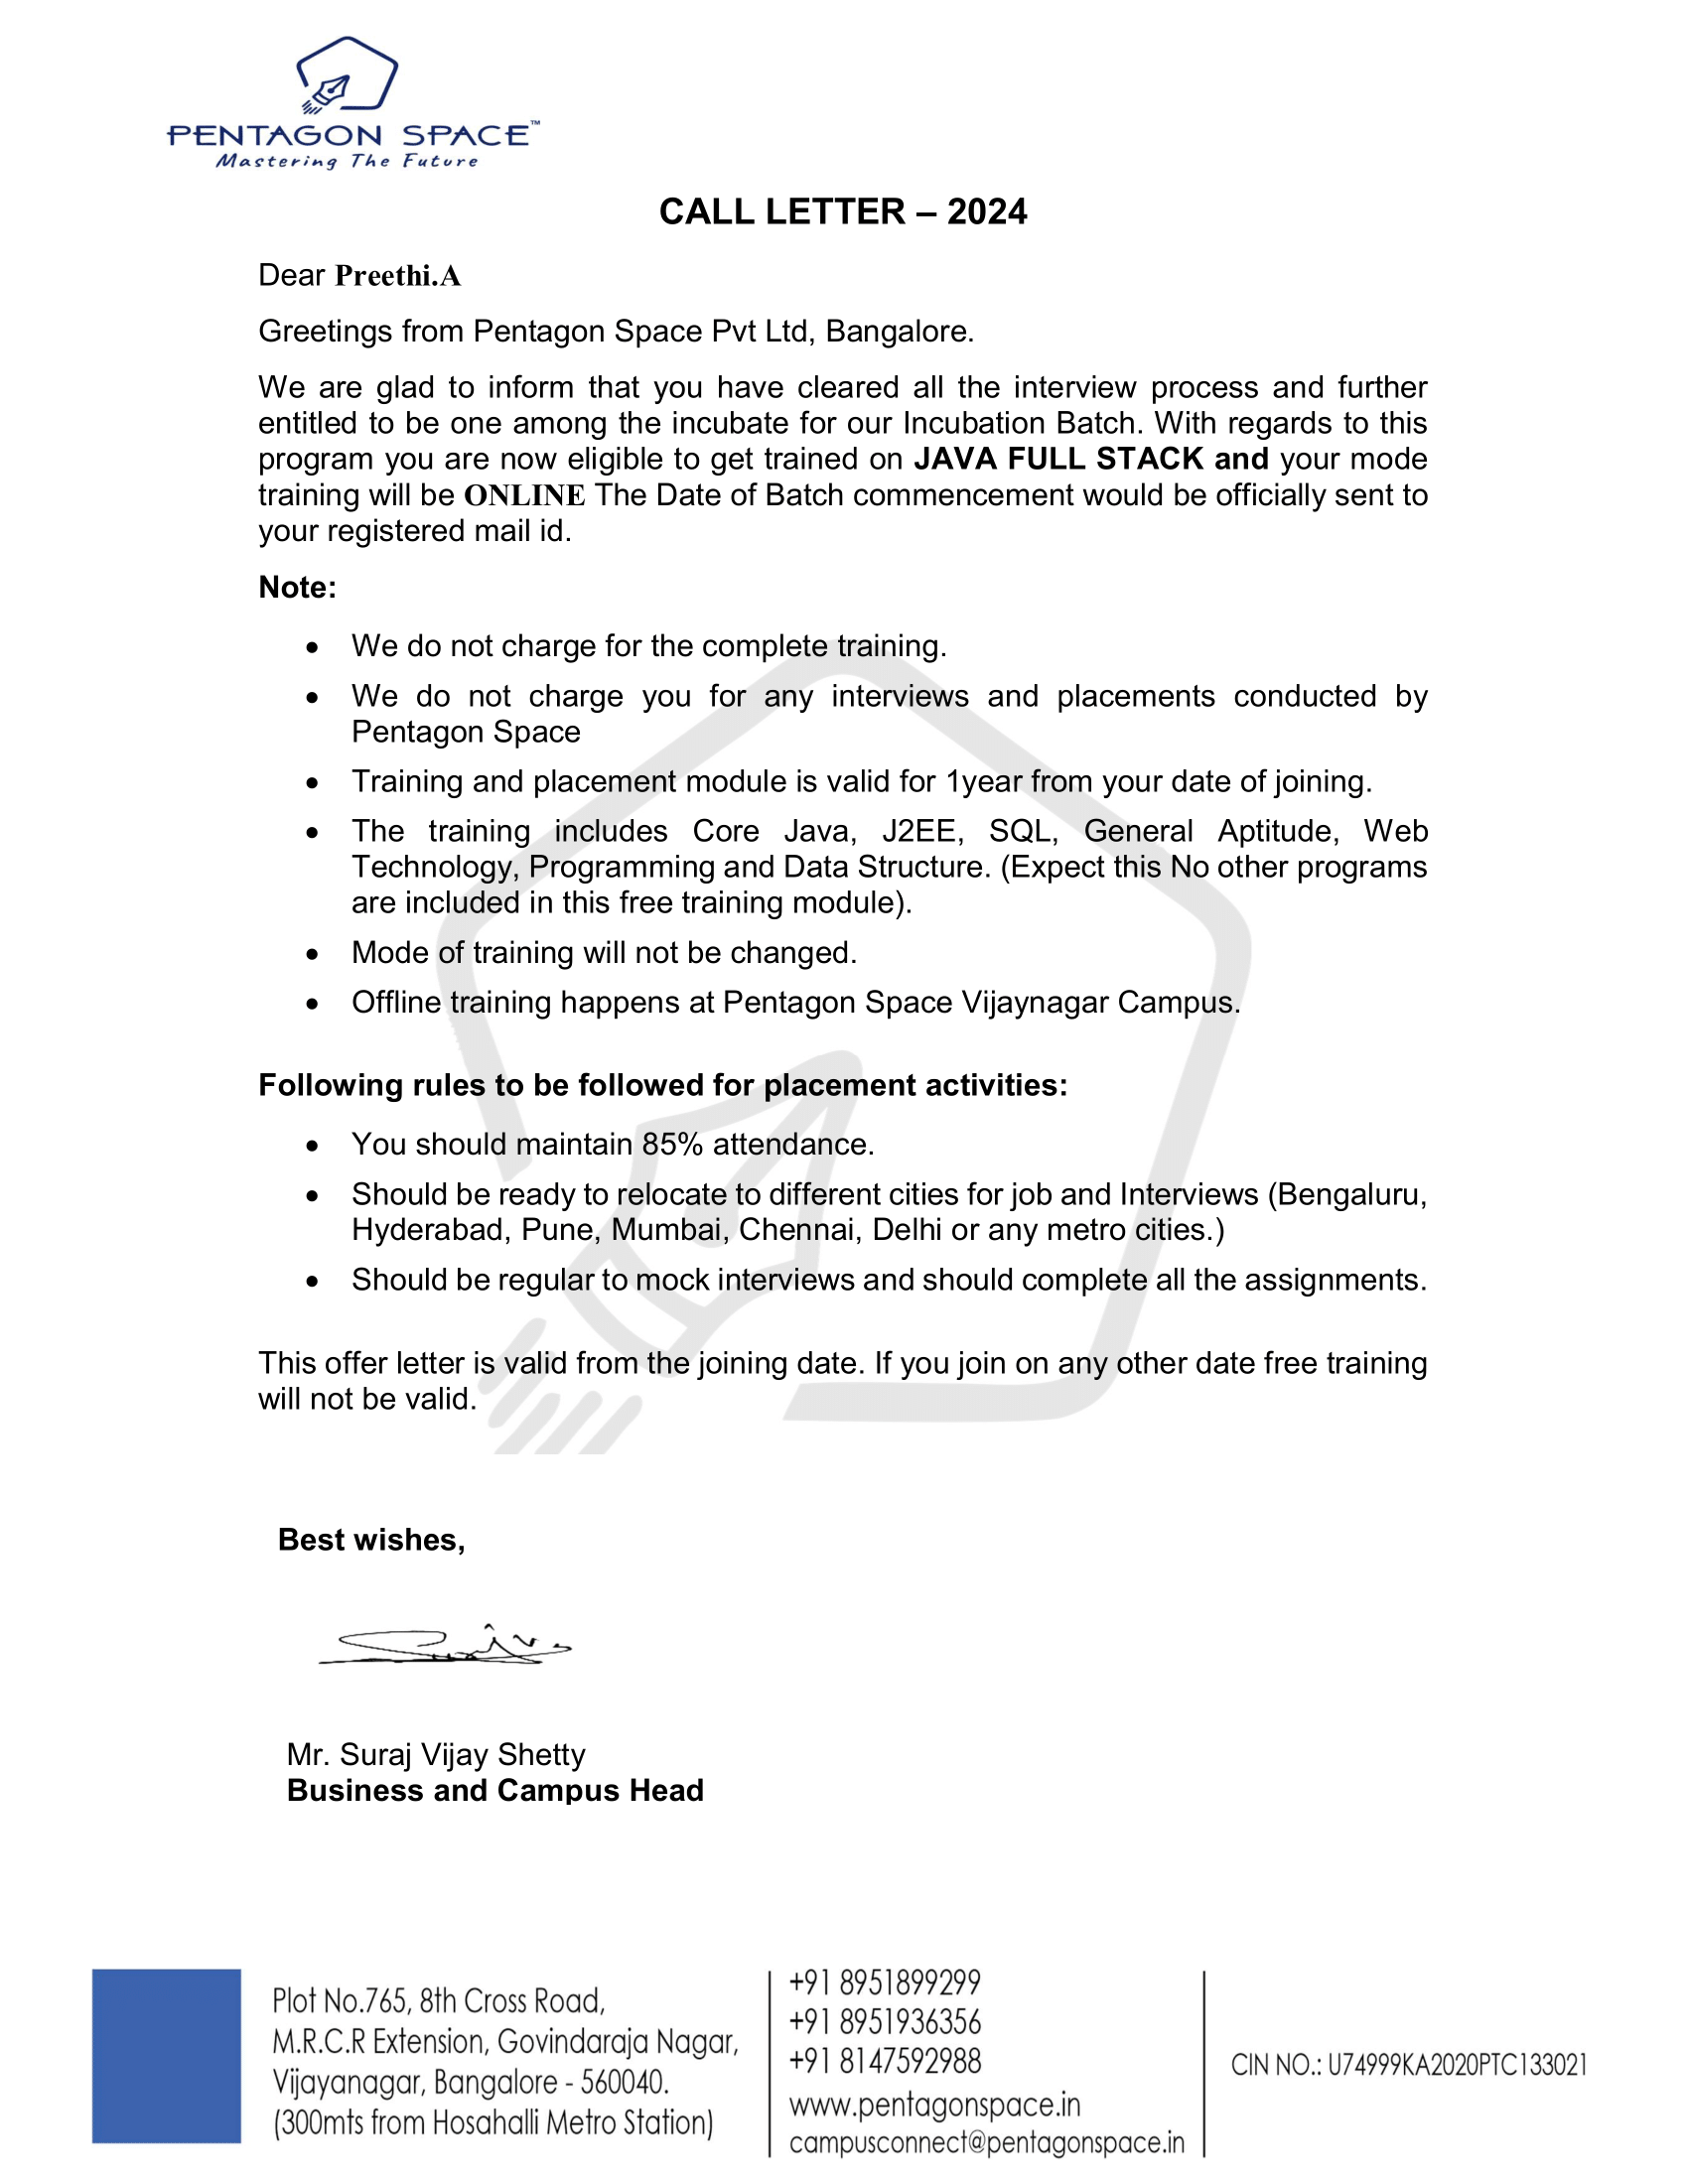 PENTAGON SPACE™
Mastering The Future
CALL LETTER – 2024
Dear Preethi.A
Greetings from Pentagon Space Pvt Ltd, Bangalore.
We are glad to inform that you have cleared all the interview process and further
entitled to be one among the incubate for our Incubation Batch. With regards to this
program you are now eligible to get trained on JAVA FULL STACK and your mode
training will be ONLINE The Date of Batch commencement would be officially sent to
your registered mail id.
Note:
• We do not charge for the complete training.
• We do not charge you for any interviews and placements conducted by
Pentagon Space
• Training and placement module is valid for 1year from your date of joining.
• The training includes Core Java, J2EE, SQL, General Aptitude, Web
Technology, Programming and Data Structure. (Expect this No other programs
are included in this free training module).
• Mode of training will not be changed.
• Offline training happens at Pentagon Space Vijaynagar Campus.
Following rules to be followed for placement activities:
• You should maintain 85% attendance.
• Should be ready to relocate to different cities for job and Interviews (Bengaluru,
Hyderabad, Pune, Mumbai, Chennai, Delhi or any metro cities.)
• Should be regular to mock interviews and should complete all the assignments.
This offer letter is valid from the joining date. If you join on any other date free training
will not be valid.
Best wishes,
Mr. Suraj Vijay Shetty
Business and Campus Head
Plot No.765, 8th Cross Road,
M.R.C.R Extension, Govindaraja Nagar,
Vijayanagar, Bangalore - 560040.
(300mts from Hosahalli Metro Station)
+91 8951899299
+91 8951936356
+91 8147592988
www.pentagonspace.in
campusconnect@pentagonspace.in
CIN NO.: U74999KA2020PTC133021